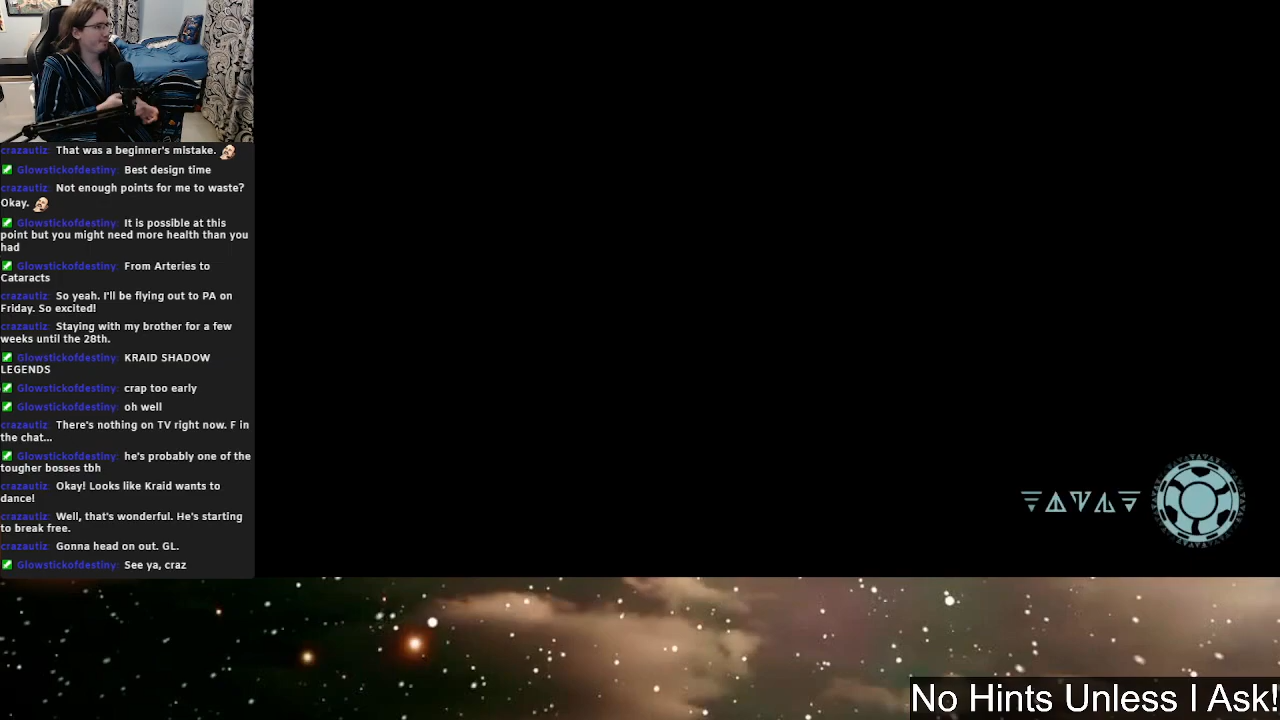 crazautiz: That was a beginner's mistake.
Glowstickofdestiny: Best design time
crazautiz: Not enough points for me to waste?
Okay.
Glowstickofdestiny: It is possible at this
point but you might need more health than you
had
Glowstickofdestiny: From Arteries to
Cataracts
crazautiz: So yeah. I'll be flying out to PA on
Friday. So excited!
crazautiz: Staying with my brother for a few
weeks until the 28th.
Glowstickofdestiny: KRAID SHADOW
LEGENDS
Glowstickofdestiny: crap too early
Glowstickofdestiny: oh well
crazautiz: There's nothing on TV right now. F in
the chat...
Glowstickofdestiny: he's probably one of the
tougher bosses tbh
crazautiz: Okay! Looks like Kraid wants to
dance!
crazautiz: Well, that's wonderful. He's starting
to break free.
crazautiz: Gonna head on out. GL.
Glowstickofdestiny: See ya, craz
No Hints Unless I Ask!